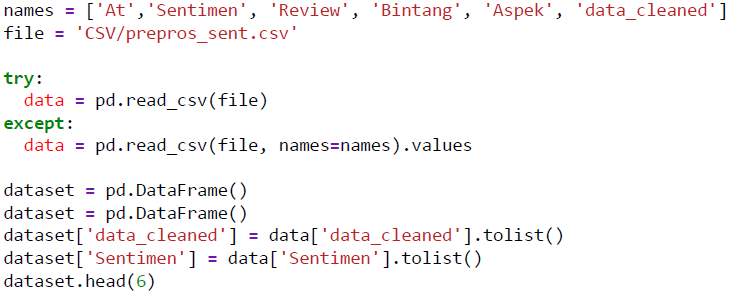 names = ['At','Sentimen', 'Review', 'Bintang', 'Aspek', 'data_cleaned']
file = 'CSV/prepros_sent.csv'

try:
  data = pd.read_csv(file)
except:
  data = pd.read_csv(file, names=names).values

dataset = pd.DataFrame()
dataset = pd.DataFrame()
dataset['data_cleaned'] = data['data_cleaned'].tolist()
dataset['Sentimen'] = data['Sentimen'].tolist()
dataset.head(6)